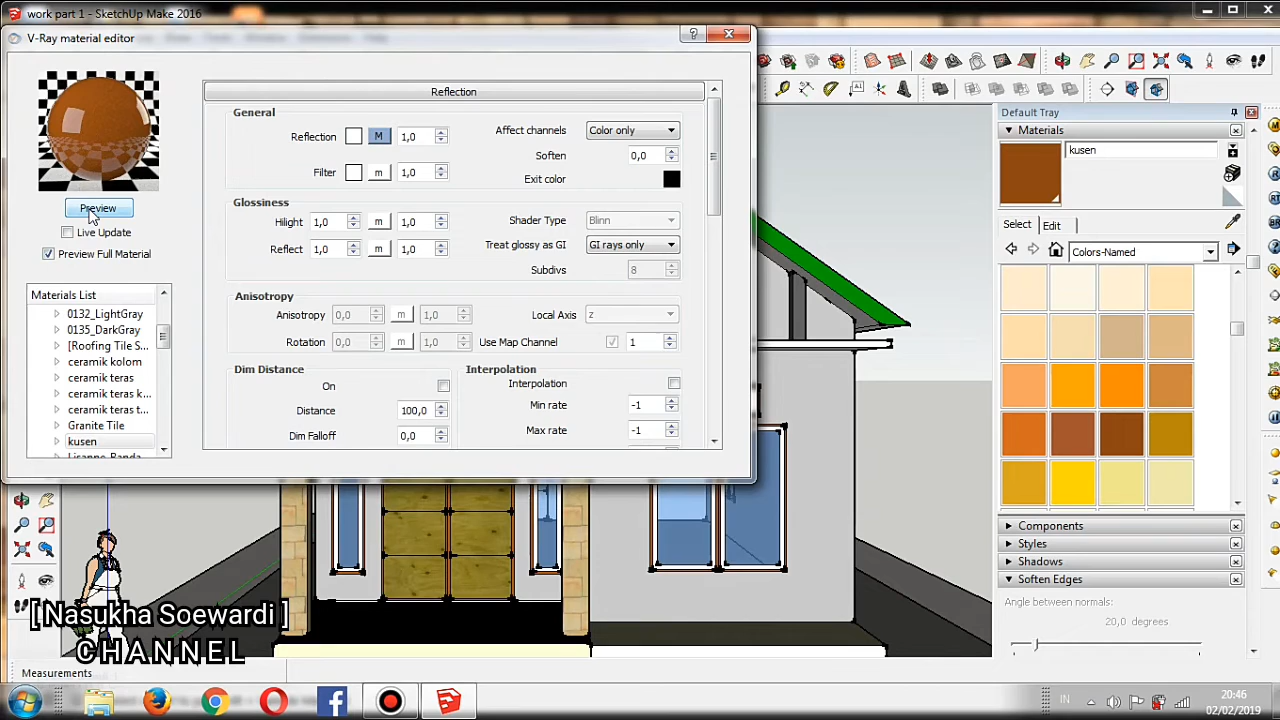 work part 1 - SketchUp Make 2016
V-Ray material editor
Preview
Live Update
Preview Full Material
Materials List
0132_LightGray
0135_DarkGray
[Roofing Tile S...
ceramik kolom
ceramik teras
ceramik teras k...
ceramik teras t...
Granite Tile
kusen
Reflection
General
Reflection M 1,0
Filter m 1,0
Affect channels Color only
Soften 0,0
Exit color
Glossiness
Hilight 1,0 m 1,0
Reflect 1,0 m 1,0
Shader Type Blinn
Treat glossy as GI GI rays only
Subdivs 8
Anisotropy
Anisotropy 0,0 m 1,0
Rotation 0,0 m 1,0
Local Axis z
Use Map Channel 1
Dim Distance
On
Distance 100,0
Dim Falloff 0,0
Interpolation
Interpolation
Min rate -1
Max rate -1
Default Tray
Materials
kusen
Select Edit
Colors-Named
Components
Styles
Shadows
Soften Edges
Angle between normals:
20,0 degrees
[ Nasukha Soewardi ]
CHANNEL
Measurements
IN
20:46
02/02/2019